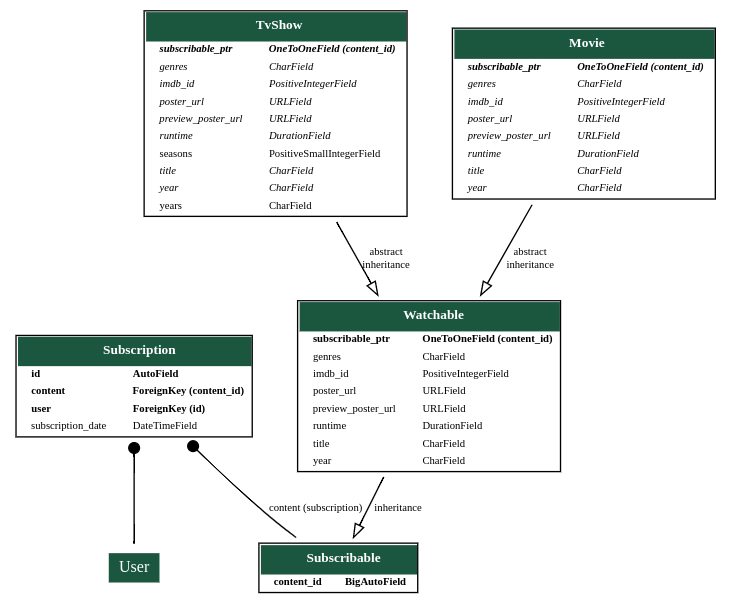 TvShow
subscribable_ptr OneToOneField (content_id)
genres CharField
imdb_id PositiveIntegerField
poster_url URLField
preview_poster_url URLField
runtime DurationField
seasons PositiveSmallIntegerField
title CharField
year CharField
years CharField
Movie
subscribable_ptr OneToOneField (content_id)
genres CharField
imdb_id PositiveIntegerField
poster_url URLField
preview_poster_url URLField
runtime DurationField
title CharField
year CharField
abstract
inheritance
abstract
inheritance
Watchable
subscribable_ptr OneToOneField (content_id)
genres CharField
imdb_id PositiveIntegerField
poster_url URLField
preview_poster_url URLField
runtime DurationField
title CharField
year CharField
Subscription
id AutoField
content ForeignKey (content_id)
user ForeignKey (id)
subscription_date DateTimeField
content (subscription)
inheritance
User
Subscribable
content_id BigAutoField